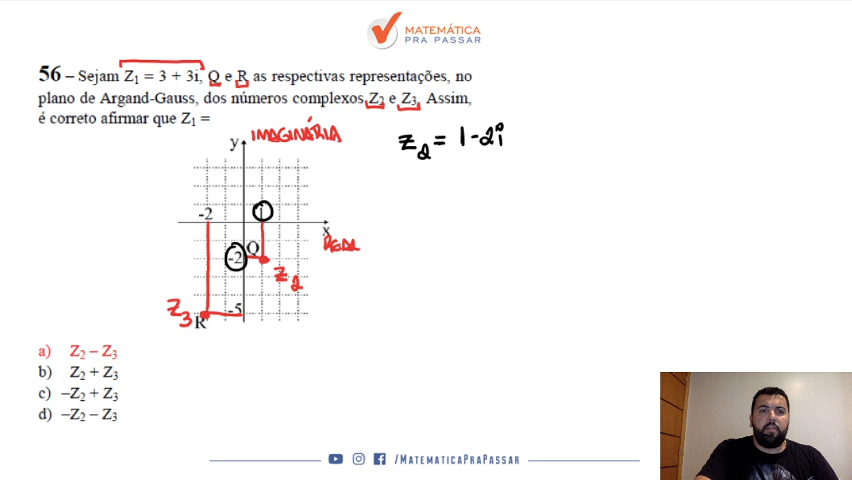 MATEMÁTICA
PRA PASSAR
56 – Sejam Z₁ = 3 + 3i, Q e R as respectivas representações, no
plano de Argand-Gauss, dos números complexos Z₂ e Z₃. Assim,
é correto afirmar que Z₁ =
y IMAGINÁRIA
z₂ = 1-2i
-2 1
x
REAL
Q
-2
Z₂
Z₃
-5
R
a) Z₂ – Z₃
b) Z₂ + Z₃
c) –Z₂ + Z₃
d) –Z₂ – Z₃
/MATEMATICAPRAPASSAR